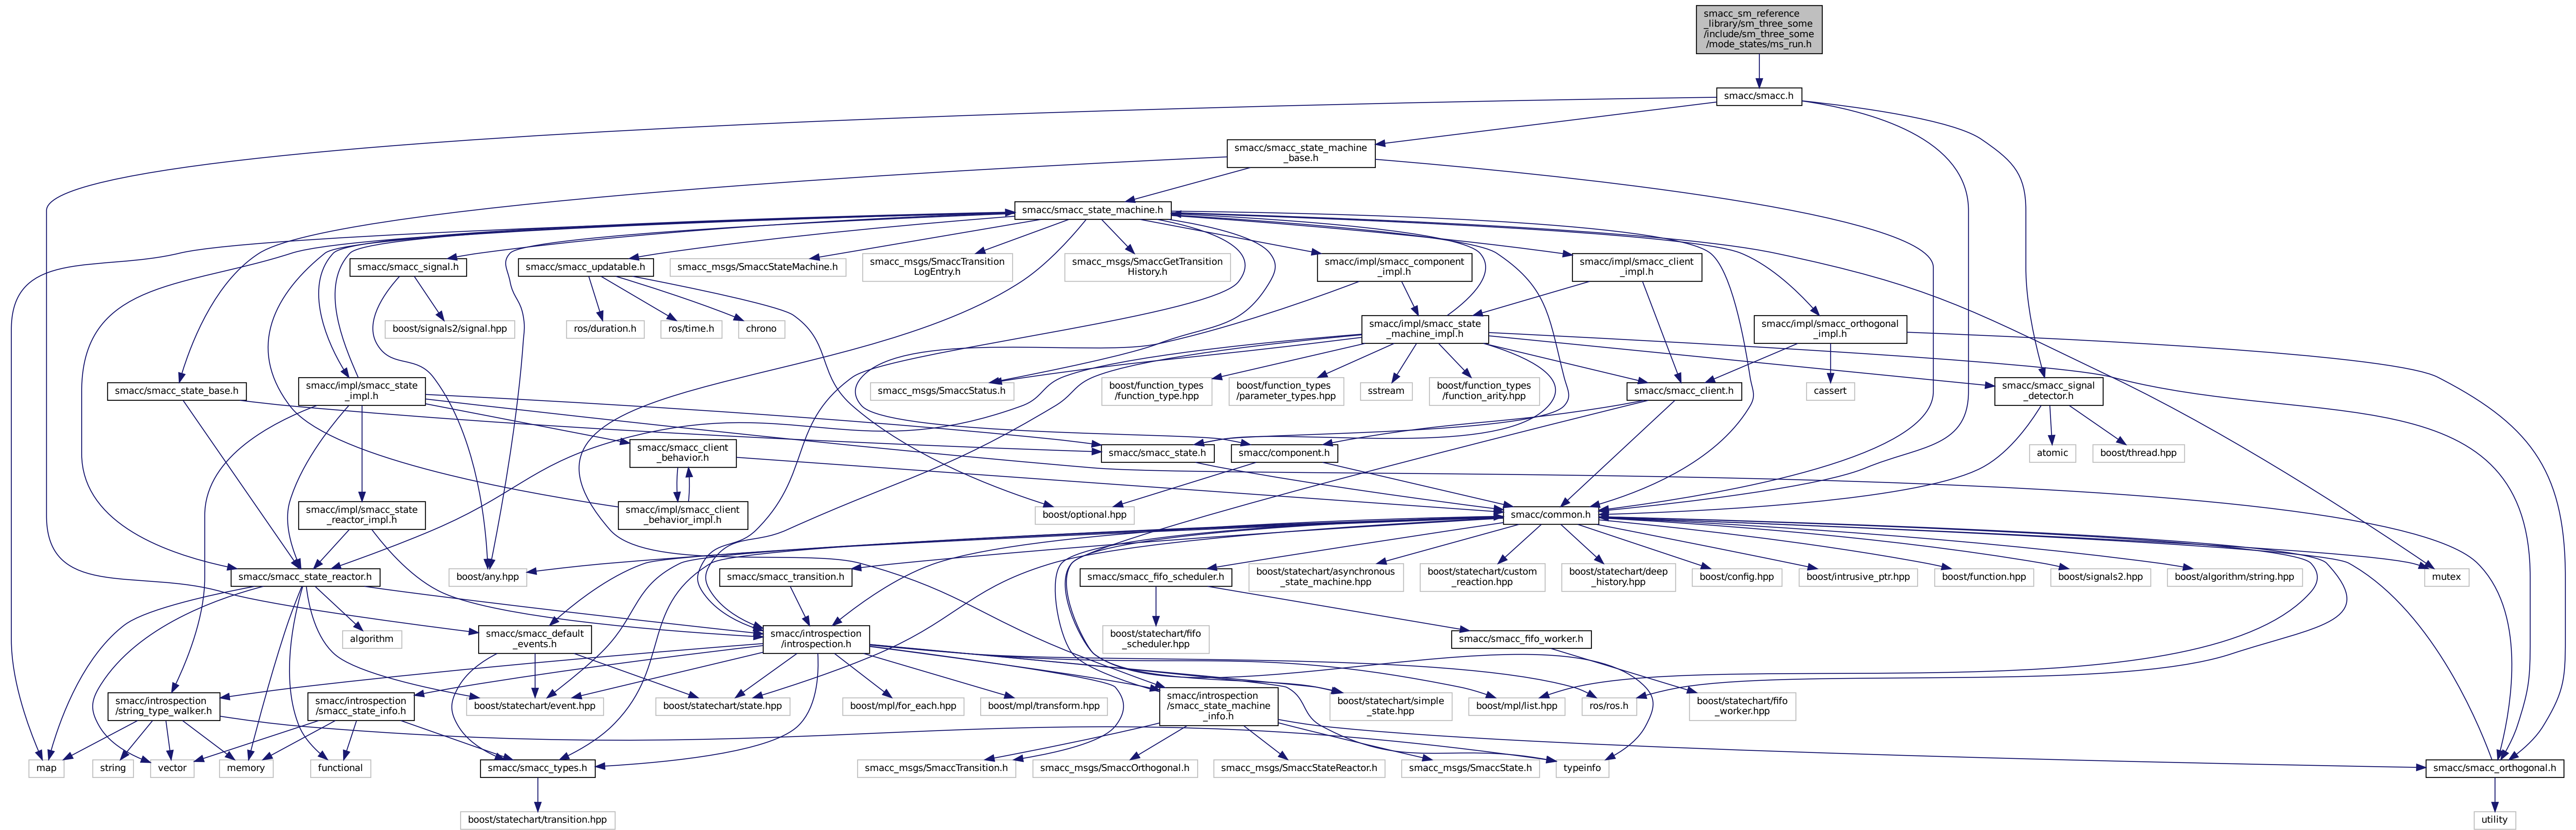 smacc_sm_reference
_library/sm_three_some
/include/sm_three_some
/mode_states/ms_run.h
smacc/smacc.h
smacc/smacc_state_machine
_base.h
smacc/smacc_state_machine.h
smacc/smacc_signal.h
smacc/smacc_updatable.h
smacc_msgs/SmaccStateMachine.h
smacc_msgs/SmaccTransition
LogEntry.h
smacc_msgs/SmaccGetTransition
History.h
smacc/impl/smacc_component
_impl.h
smacc/impl/smacc_client
_impl.h
boost/signals2/signal.hpp
ros/duration.h
ros/time.h
chrono
smacc/impl/smacc_state
_machine_impl.h
smacc/impl/smacc_orthogonal
_impl.h
smacc/smacc_state_base.h
smacc/impl/smacc_state
_impl.h
smacc_msgs/SmaccStatus.h
boost/function_types
/function_type.hpp
boost/function_types
/parameter_types.hpp
sstream
boost/function_types
/function_arity.hpp
smacc/smacc_client.h
cassert
smacc/smacc_signal
_detector.h
smacc/smacc_client
_behavior.h
smacc/smacc_state.h
smacc/component.h
atomic
boost/thread.hpp
smacc/impl/smacc_state
_reactor_impl.h
smacc/impl/smacc_client
_behavior_impl.h
boost/optional.hpp
smacc/common.h
smacc/smacc_state_reactor.h
boost/any.hpp
smacc/smacc_transition.h
smacc/smacc_fifo_scheduler.h
boost/statechart/asynchronous
_state_machine.hpp
boost/statechart/custom
_reaction.hpp
boost/statechart/deep
_history.hpp
boost/config.hpp
boost/intrusive_ptr.hpp
boost/function.hpp
boost/signals2.hpp
boost/algorithm/string.hpp
mutex
algorithm
smacc/smacc_default
_events.h
smacc/introspection
/introspection.h
boost/statechart/fifo
_scheduler.hpp
smacc/smacc_fifo_worker.h
smacc/introspection
/string_type_walker.h
smacc/introspection
/smacc_state_info.h
boost/statechart/event.hpp
boost/statechart/state.hpp
boost/mpl/for_each.hpp
boost/mpl/transform.hpp
smacc/introspection
/smacc_state_machine
_info.h
boost/statechart/simple
_state.hpp
boost/mpl/list.hpp
ros/ros.h
boost/statechart/fifo
_worker.hpp
map
string
vector
memory
functional
smacc/smacc_types.h
smacc_msgs/SmaccTransition.h
smacc_msgs/SmaccOrthogonal.h
smacc_msgs/SmaccStateReactor.h
smacc_msgs/SmaccState.h
typeinfo
smacc/smacc_orthogonal.h
boost/statechart/transition.hpp
utility